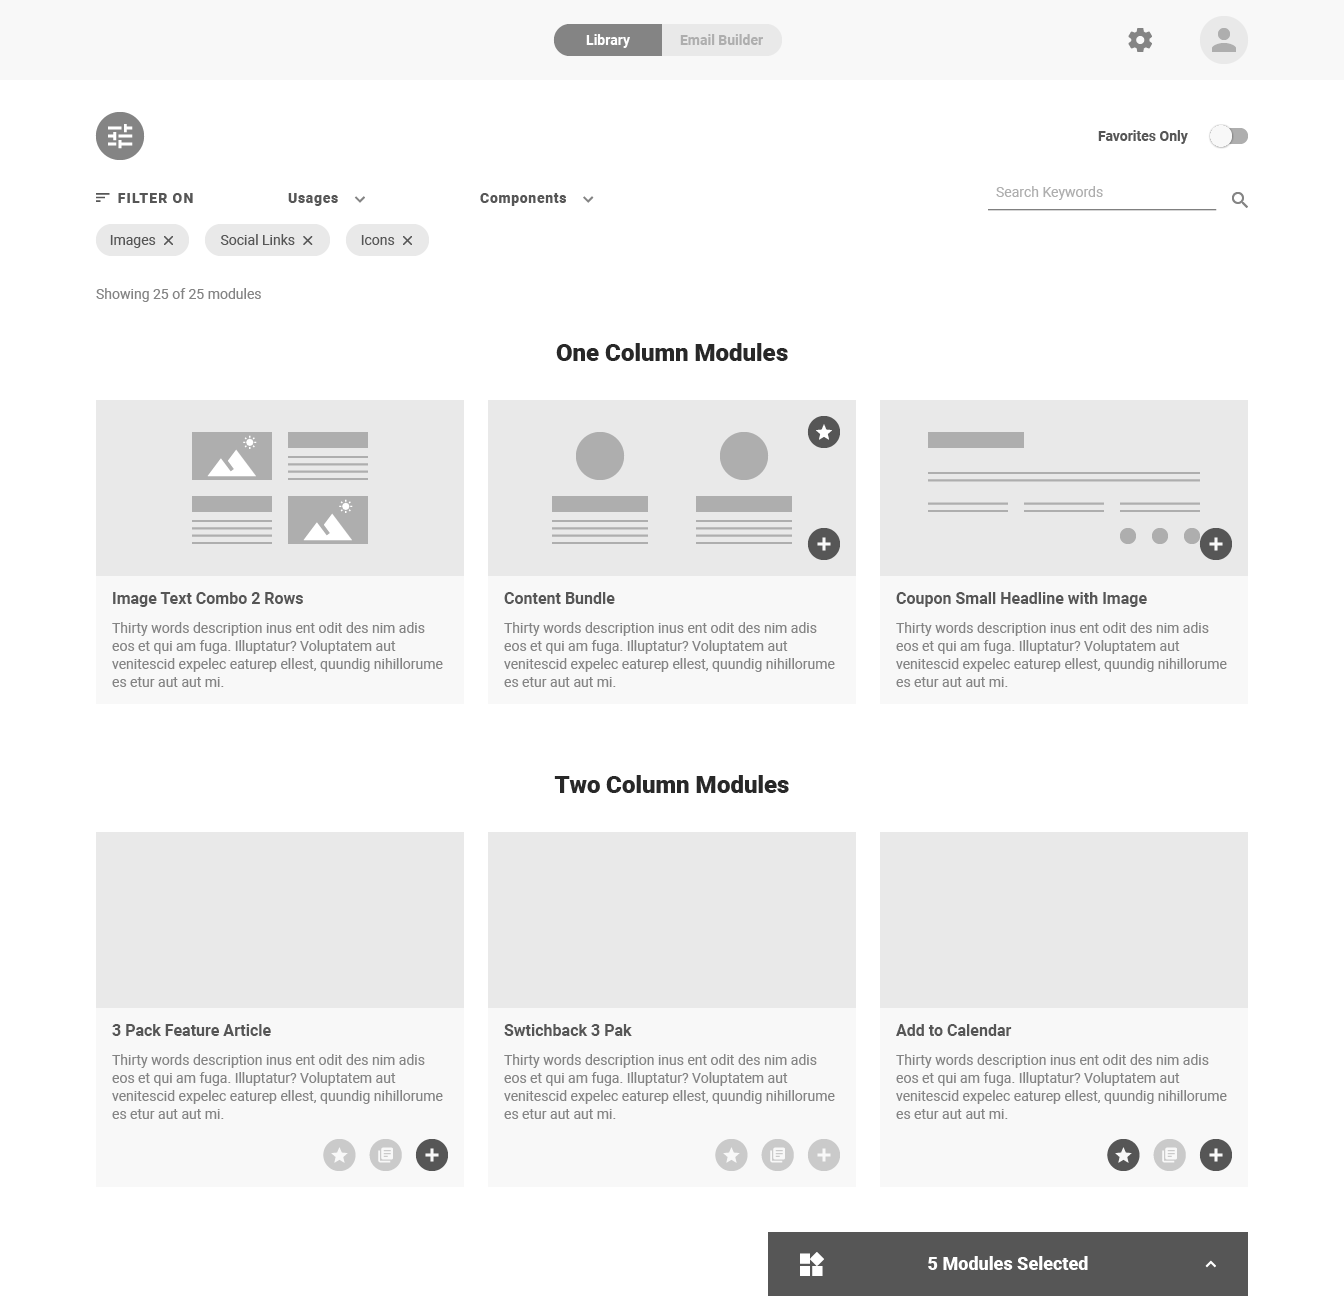 Library
Email Builder
Favorites Only
FILTER ON
Usages
Components
Search Keywords
Images
Social Links
Icons
Showing 25 of 25 modules
One Column Modules
Image Text Combo 2 Rows
Thirty words description inus ent odit des nim adis
eos et qui am fuga. Illuptatur? Voluptatem aut
venitescid expelec eaturep ellest, quundig nihillorume
es etur aut aut mi.
Content Bundle
Thirty words description inus ent odit des nim adis
eos et qui am fuga. Illuptatur? Voluptatem aut
venitescid expelec eaturep ellest, quundig nihillorume
es etur aut aut mi.
Coupon Small Headline with Image
Thirty words description inus ent odit des nim adis
eos et qui am fuga. Illuptatur? Voluptatem aut
venitescid expelec eaturep ellest, quundig nihillorume
es etur aut aut mi.
Two Column Modules
3 Pack Feature Article
Thirty words description inus ent odit des nim adis
eos et qui am fuga. Illuptatur? Voluptatem aut
venitescid expelec eaturep ellest, quundig nihillorume
es etur aut aut mi.
Swtichback 3 Pak
Thirty words description inus ent odit des nim adis
eos et qui am fuga. Illuptatur? Voluptatem aut
venitescid expelec eaturep ellest, quundig nihillorume
es etur aut aut mi.
Add to Calendar
Thirty words description inus ent odit des nim adis
eos et qui am fuga. Illuptatur? Voluptatem aut
venitescid expelec eaturep ellest, quundig nihillorume
es etur aut aut mi.
5 Modules Selected